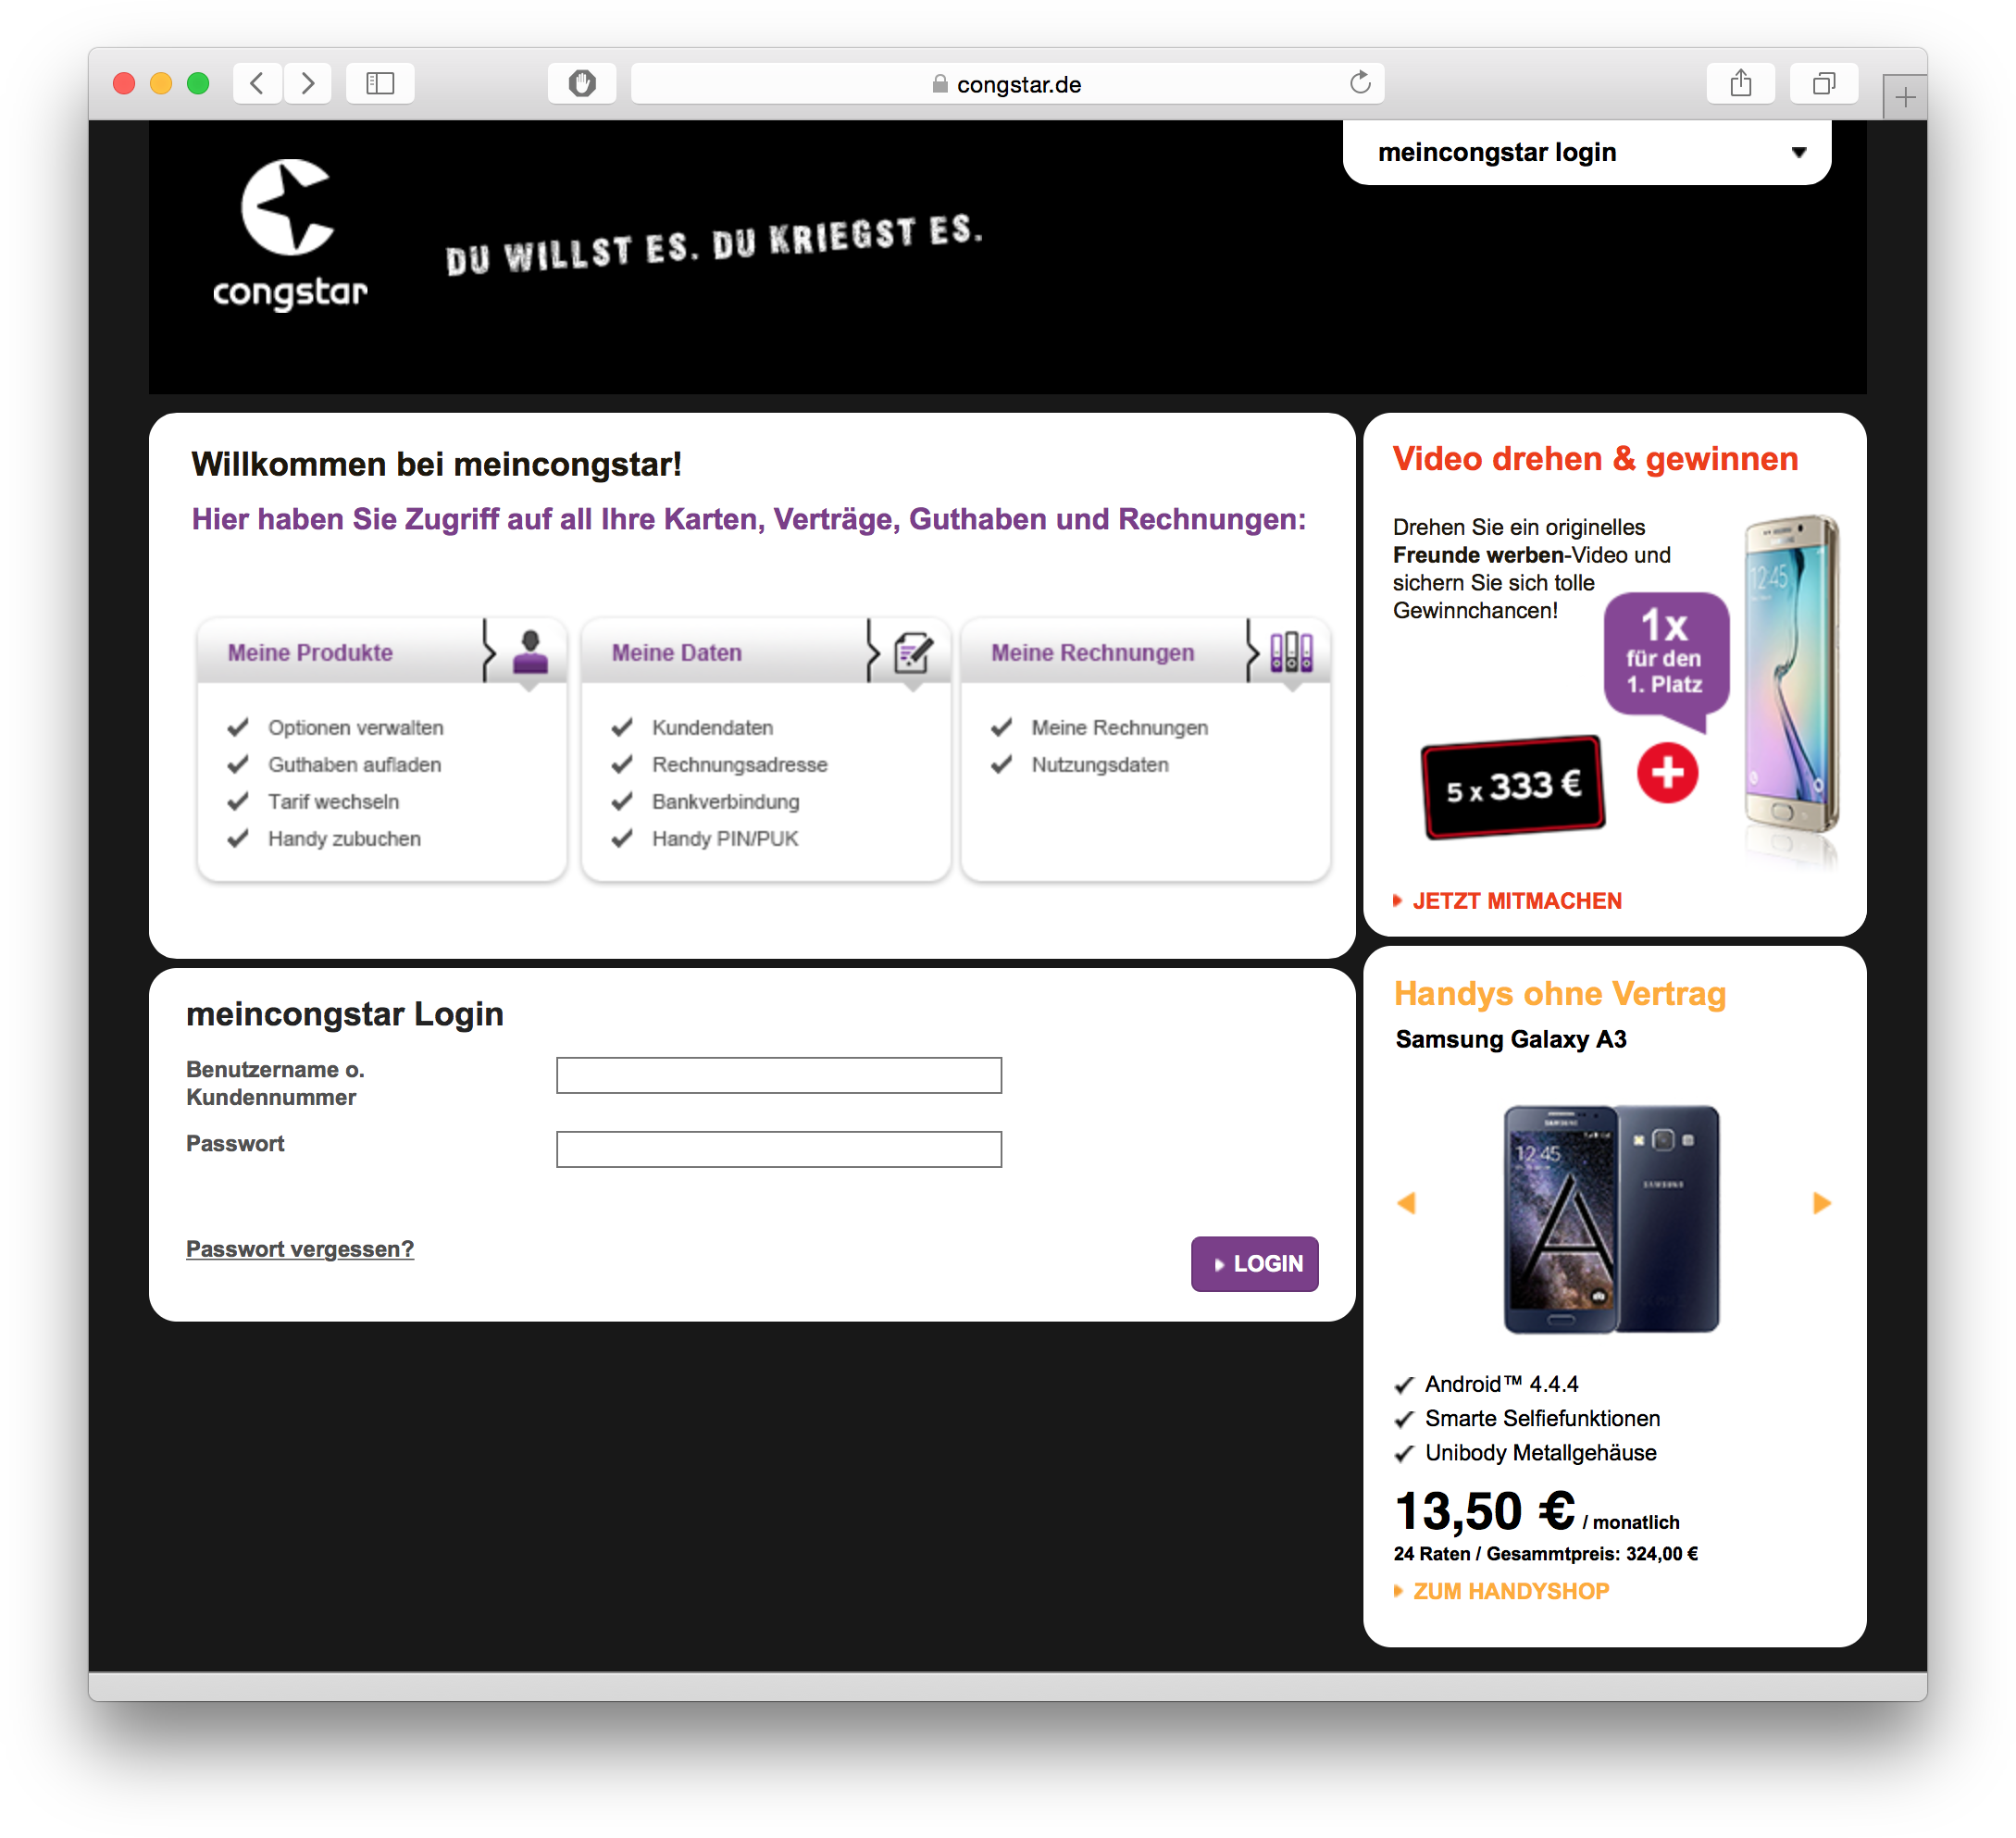 congstar.de
meincongstar login
congstar
DU WILLST ES. DU KRIEGST ES.
Willkommen bei meincongstar!
Hier haben Sie Zugriff auf all Ihre Karten, Verträge, Guthaben und Rechnungen:
Meine Produkte
Optionen verwalten
Guthaben aufladen
Tarif wechseln
Handy zubuchen
Meine Daten
Kundendaten
Rechnungsadresse
Bankverbindung
Handy PIN/PUK
Meine Rechnungen
Meine Rechnungen
Nutzungsdaten
meincongstar Login
Benutzername o.
Kundennummer
Passwort
Passwort vergessen?
LOGIN
Video drehen & gewinnen
Drehen Sie ein originelles
Freunde werben-Video und
sichern Sie sich tolle
Gewinnchancen!
1x
für den
1. Platz
12:45
5 x 333 €
JETZT MITMACHEN
Handys ohne Vertrag
Samsung Galaxy A3
SAMSUNG
12:45
A
SAMSUNG
Android™ 4.4.4
Smarte Selfiefunktionen
Unibody Metallgehäuse
13,50 € / monatlich
24 Raten / Gesammtpreis: 324,00 €
ZUM HANDYSHOP